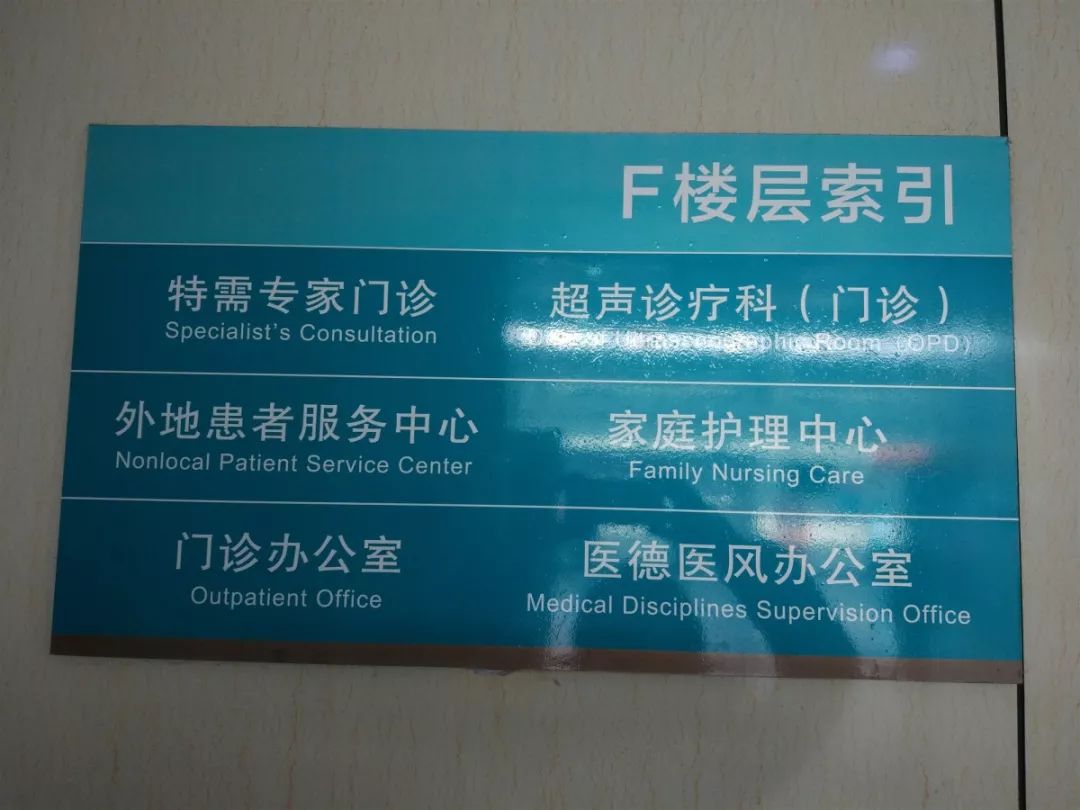 F楼层索引
特需专家门诊
Specialist's Consultation
超声诊疗科(门诊)
Room (OPD)
外地患者服务中心
Nonlocal Patient Service Center
家庭护理中心
Family Nursing Care
门诊办公室
Outpatient Office
医德医风办公室
Medical Disciplines Supervision Office